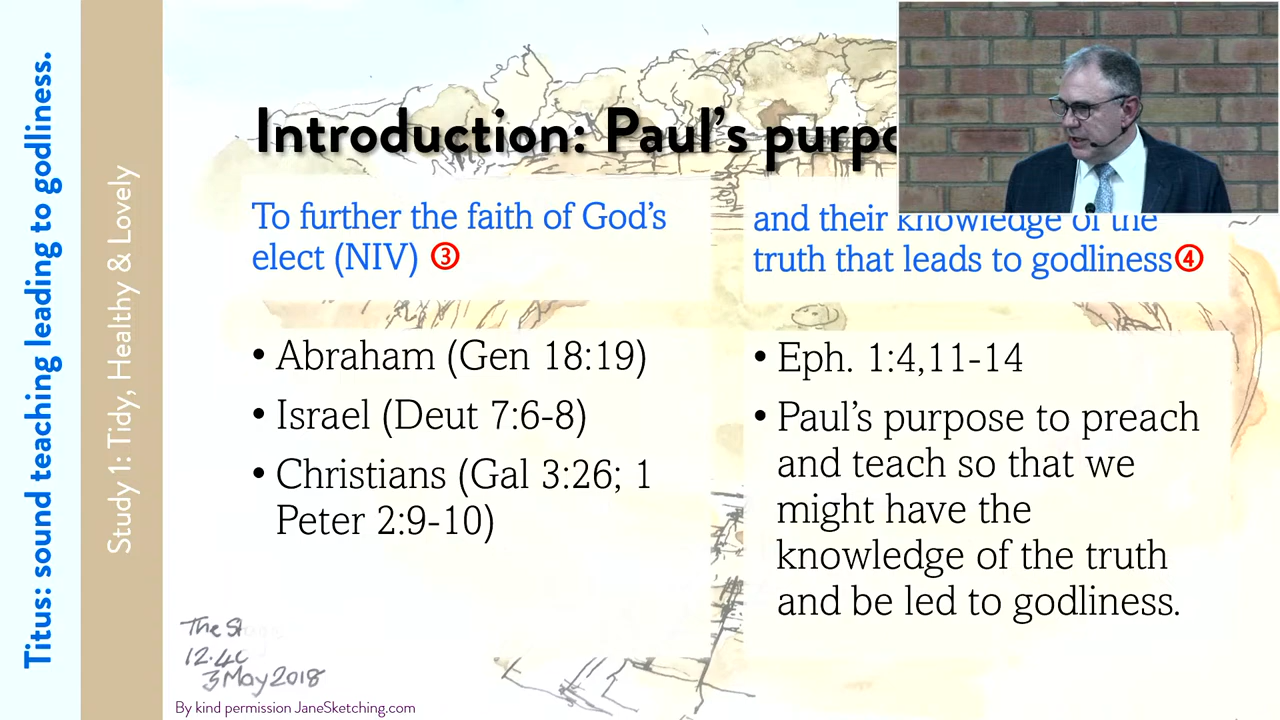 Titus: sound teaching leading to godliness.
Study 1: Tidy, Healthy & Lovely
Introduction: Paul's
To further the faith of God's
elect (NIV) ③
• Abraham (Gen 18:19)
• Israel (Deut 7:6-8)
• Christians (Gal 3:26; 1
Peter 2:9-10)
and their knowledge of the
truth that leads to godliness④
• Eph. 1:4,11-14
• Paul's purpose to preach
and teach so that we
might have the
knowledge of the truth
and be led to godliness.
The
3 May 2018
By kind permission JaneSketching.com